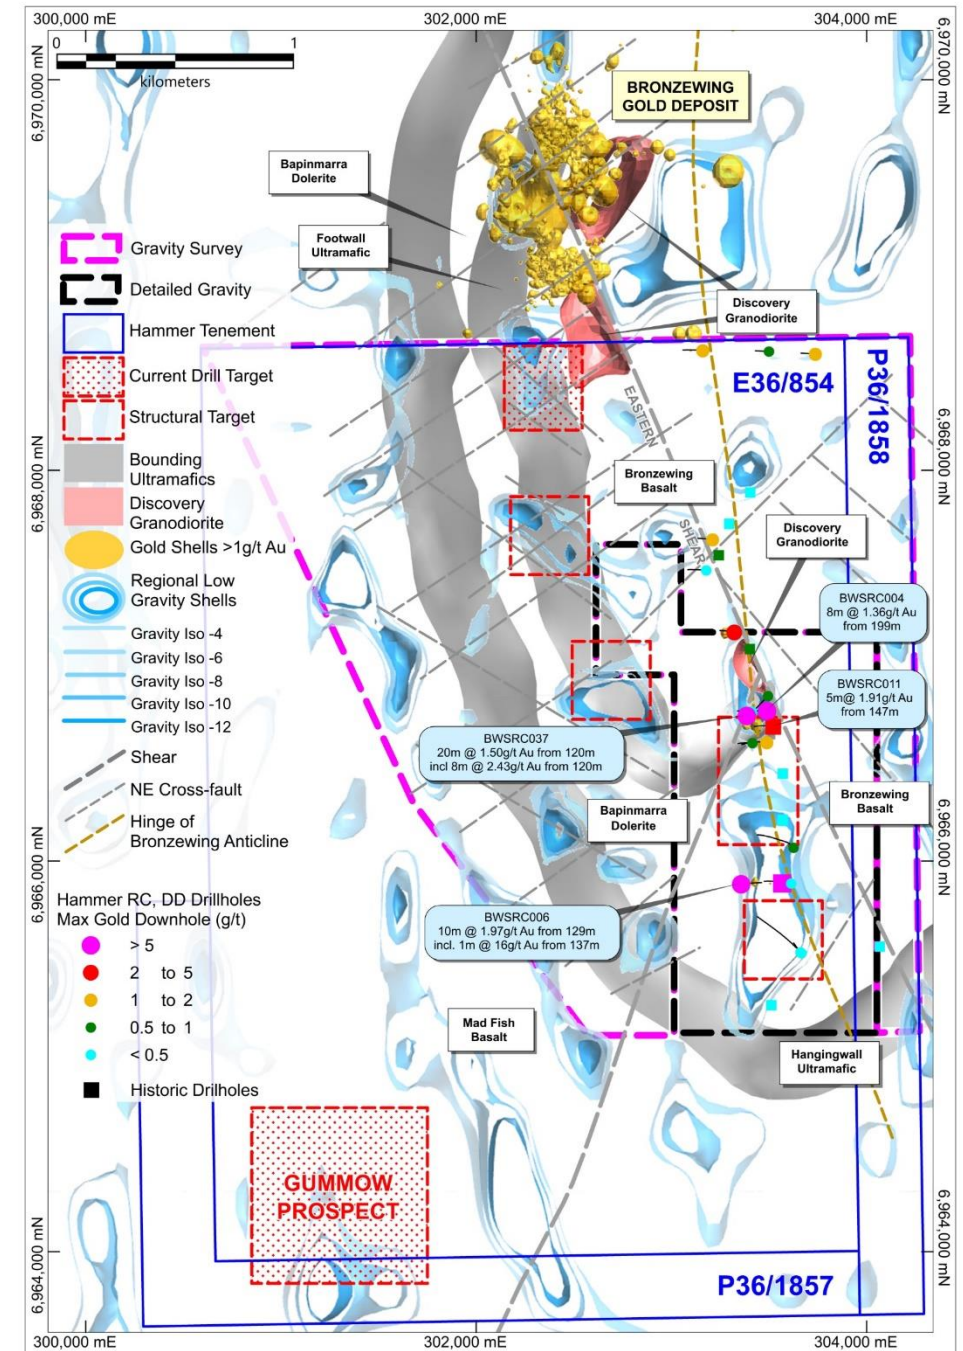 300,000 mE
302,000 mE
304,000 mE
0
1
kilometers
6,970,000 mN
6,970,000 mN
BRONZEWING
GOLD DEPOSIT
Bapinmarra
Dolerite
Footwall
Ultramafic
Discovery
Granodiorite
Gravity Survey
Detailed Gravity
Hammer Tenement
Current Drill Target
Structural Target
Bounding
Ultramafics
Discovery
Granodiorite
Gold Shells >1g/t Au
Regional Low
Gravity Shells
Gravity Iso -4
Gravity Iso -6
Gravity Iso -8
Gravity Iso -10
Gravity Iso -12
Shear
NE Cross-fault
Hinge of
Bronzewing Anticline
Hammer RC, DD Drillholes
Max Gold Downhole (g/t)
> 5
2 to 5
1 to 2
0.5 to 1
< 0.5
Historic Drilholes
E36/854
P36/1858
EASTERN
SHEAR
6,968,000 mN
6,968,000 mN
Bronzewing
Basalt
Discovery
Granodiorite
BWSRC004
8m @ 1.36g/t Au
from 199m
BWSRC011
5m@ 1.91g/t Au
from 147m
BWSRC037
20m @ 1.50g/t Au from 120m
incl 8m @ 2.43g/t Au from 120m
Bapinmarra
Dolerite
Bronzewing
Basalt
6,966,000 mN
6,966,000 mN
BWSRC006
10m @ 1.97g/t Au from 129m
incl. 1m @ 16g/t Au from 137m
Mad Fish
Basalt
Hangingwall
Ultramafic
GUMMOW
PROSPECT
6,964,000 mN
6,964,000 mN
P36/1857
300,000 mE
302,000 mE
304,000 mE